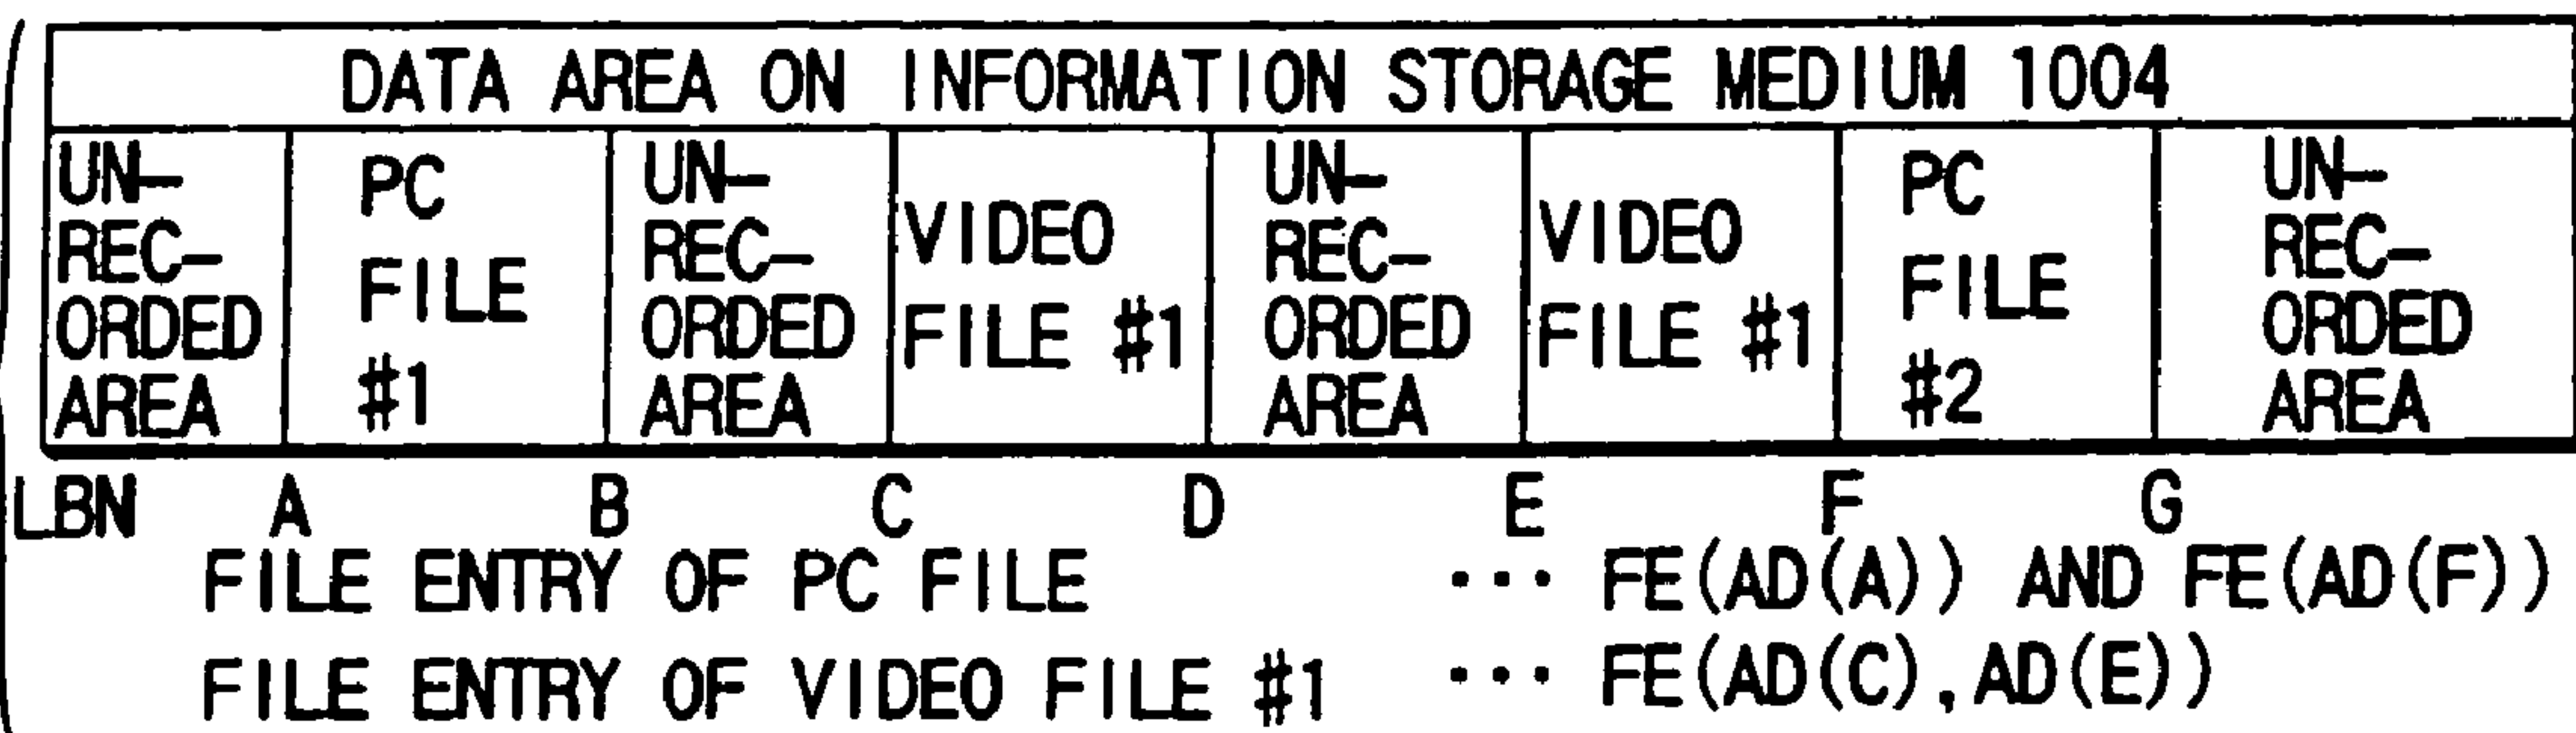 DATA AREA ON INFORMATION STORAGE MEDIUM 1004
UN-
REC-
ORDED
AREA
PC
FILE
#1
UN-
REC-
ORDED
AREA
VIDEO
FILE #1
UN-
REC-
ORDED
AREA
VIDEO
FILE #1
PC
FILE
#2
UN-
REC-
ORDED
AREA
LBN A B C D E F G
FILE ENTRY OF PC FILE ··· FE(AD(A)) AND FE(AD(F))
FILE ENTRY OF VIDEO FILE #1 ··· FE(AD(C),AD(E))